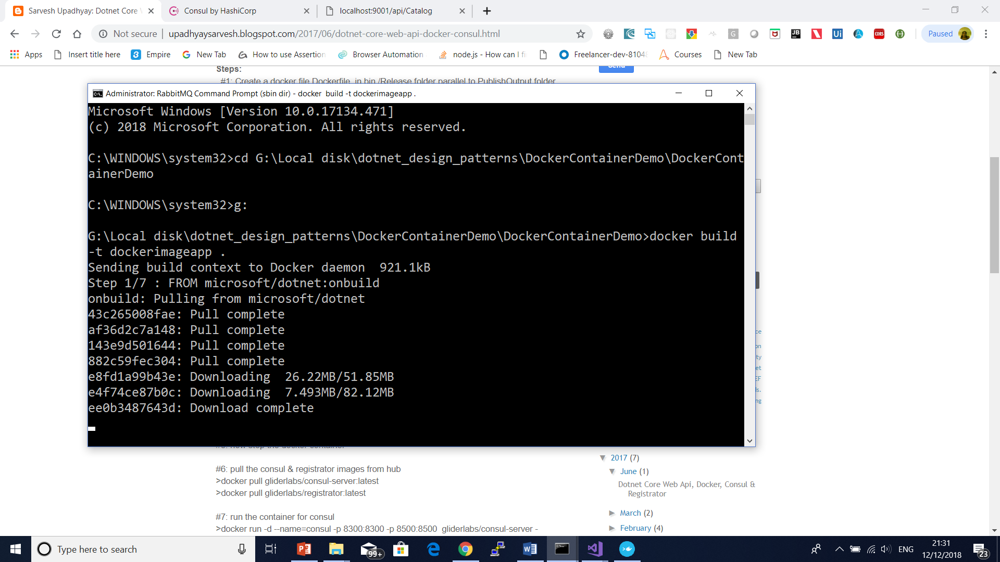 Sarvesh Upadhyay: Dotnet Core
Consul by HashiCorp
localhost:9001/api/Catalog
Not secure
upadhyaysarvesh.blogspot.com/2017/06/dotnet-core-web-api-docker-consul.html
Paused
Apps
Insert title here
Empire
New Tab
How to use Assertion
Browser Automation
node.js - How can I fi
Freelancer-dev-81048
Courses
New Tab
Steps:
#1: Create a docker file Dockerfile in bin /Release folder parallel to PublishOutput folder
Send
Administrator: RabbitMQ Command Prompt (sbin dir) - docker  build -t dockerimageapp .
Microsoft Windows [Version 10.0.17134.471]
(c) 2018 Microsoft Corporation. All rights reserved.
C:\WINDOWS\system32>cd G:\Local disk\dotnet_design_patterns\DockerContainerDemo\DockerCont
ainerDemo
C:\WINDOWS\system32>g:
G:\Local disk\dotnet_design_patterns\DockerContainerDemo\DockerContainerDemo>docker build
-t dockerimageapp .
Sending build context to Docker daemon  921.1kB
Step 1/7 : FROM microsoft/dotnet:onbuild
onbuild: Pulling from microsoft/dotnet
43c265008fae: Pull complete
af36d2c7a148: Pull complete
143e9d501644: Pull complete
882c59fec304: Pull complete
e8fd1a99b43e: Downloading  26.22MB/51.85MB
e4f74ce87b0c: Downloading  7.493MB/82.12MB
ee0b3487643d: Download complete
#6: pull the consul & registrator images from hub
>docker pull gliderlabs/consul-server:latest
>docker pull gliderlabs/registrator:latest
#7: run the container for consul
>docker run -d --name=consul -p 8300:8300 -p 8500:8500  gliderlabs/consul-server -
2017 (7)
June (1)
Dotnet Core Web Api, Docker, Consul &
Registrator
March (2)
February (4)
Type here to search
99+
ENG
21:31
12/12/2018
23